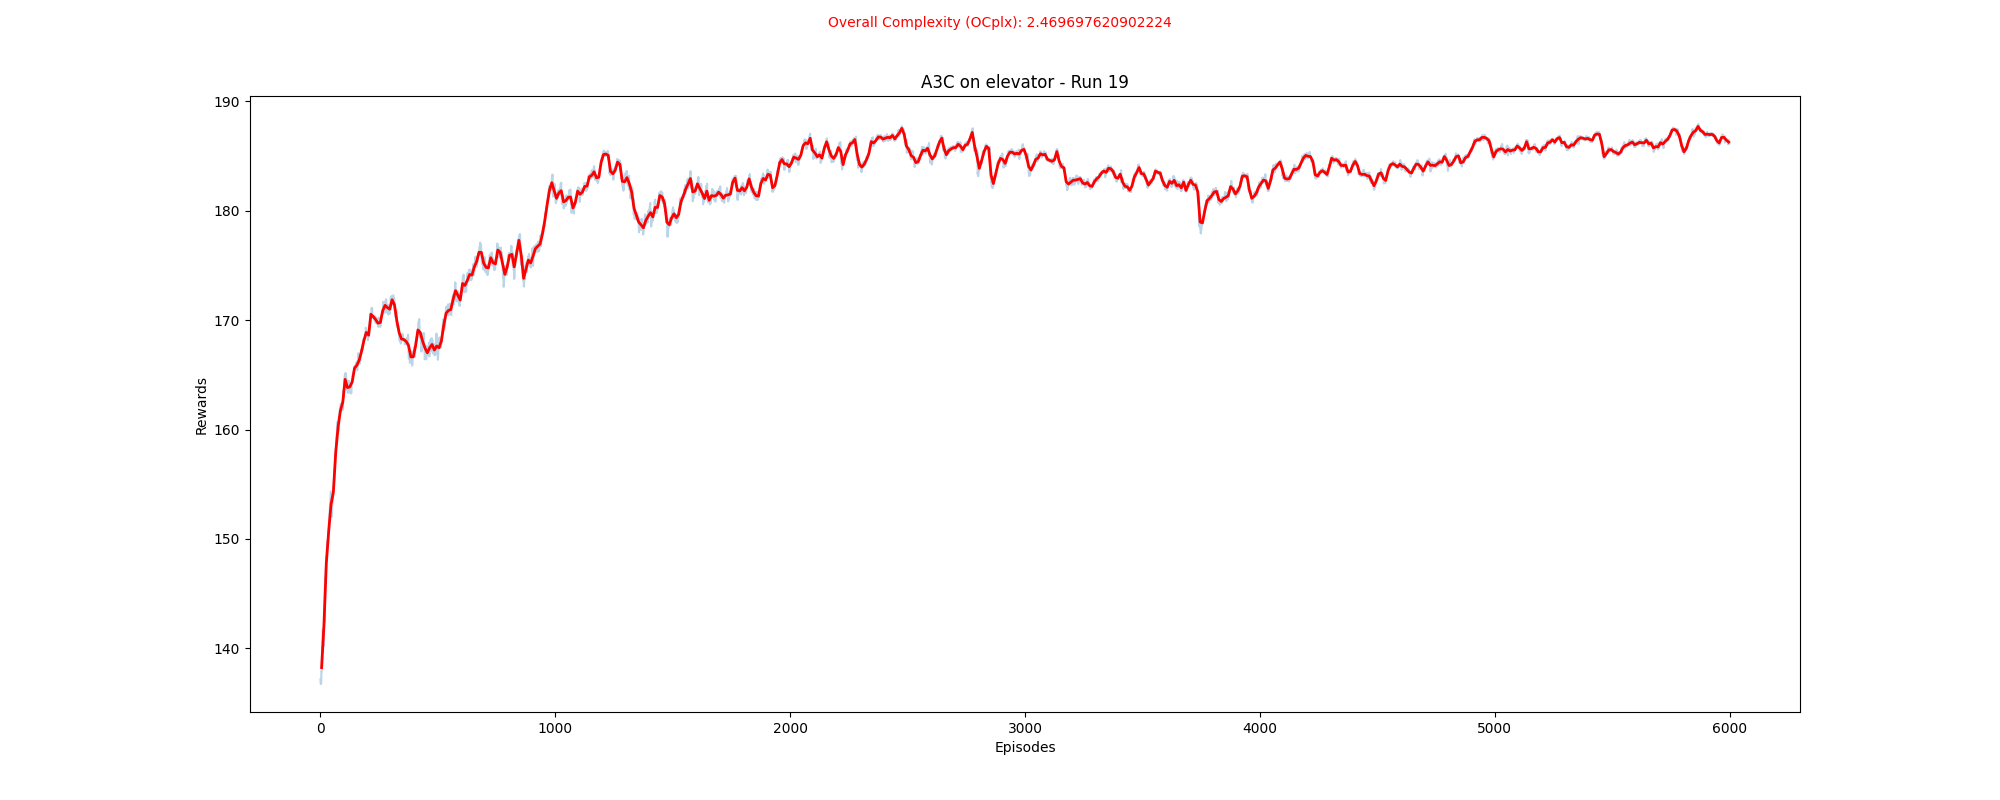 Overall Complexity (OCplx): 2.469697620902224
A3C on elevator - Run 19
190
180
170
160
150
140
Rewards
0 1000 2000 3000 4000 5000 6000
Episodes